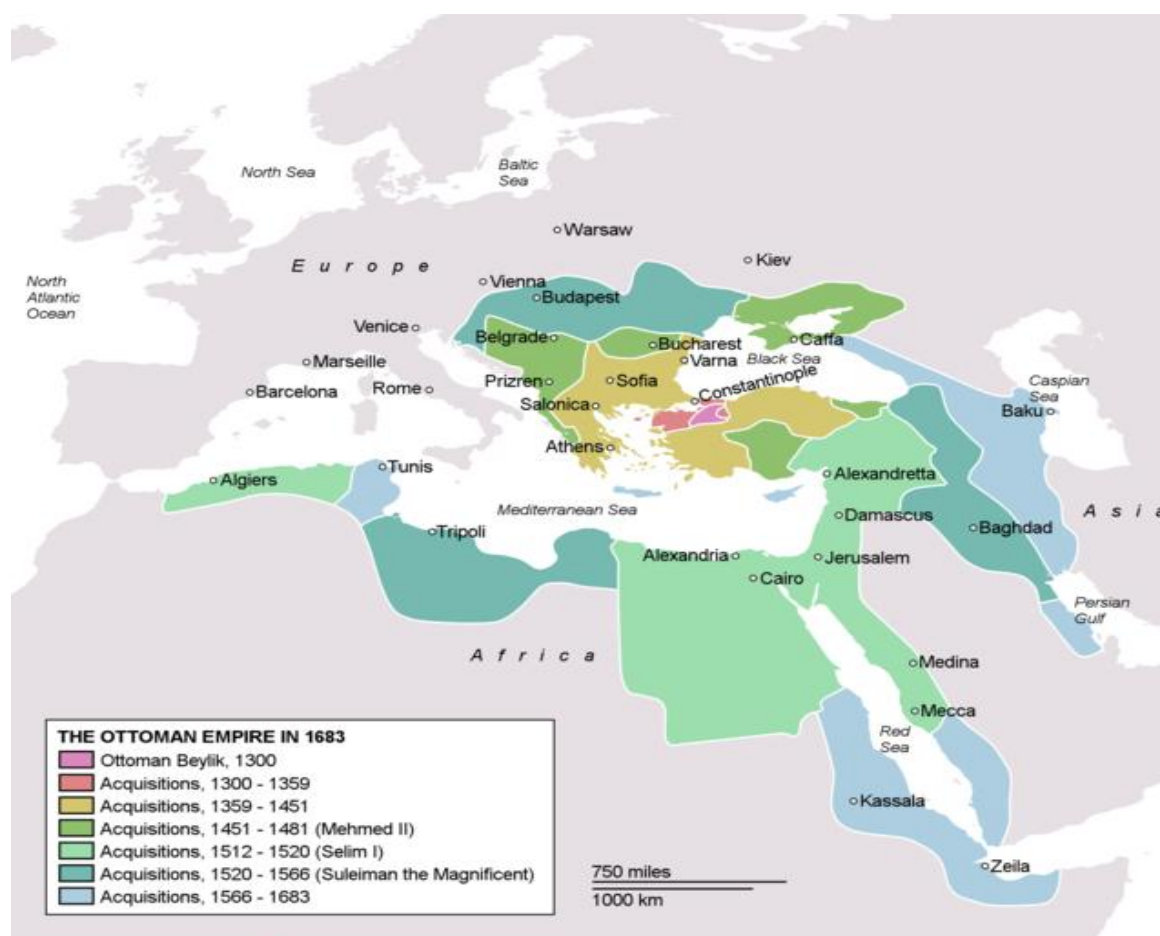 North Sea
Baltic
Sea
Warsaw
Kiev
Europe
North
Atlantic
Ocean
Vienna
Budapest
Venice
Belgrade
Bucharest
Caffa
Black Sea
Varna
Marseille
Prizren
Sofia
Constantinople
Caspian
Sea
Barcelona
Rome
Salonica
Baku
Athens
Tunis
Algiers
Alexandretta
Mediterranean Sea
Damascus
Asia
Tripoli
Baghdad
Alexandria
Jerusalem
Cairo
Persian
Gulf
Africa
Medina
Mecca
Red
Sea
Kassala
Zeila
THE OTTOMAN EMPIRE IN 1683
Ottoman Beylik, 1300
Acquisitions, 1300 - 1359
Acquisitions, 1359 - 1451
Acquisitions, 1451 - 1481 (Mehmed II)
Acquisitions, 1512 - 1520 (Selim I)
Acquisitions, 1520 - 1566 (Suleiman the Magnificent)
Acquisitions, 1566 - 1683
750 miles
1000 km